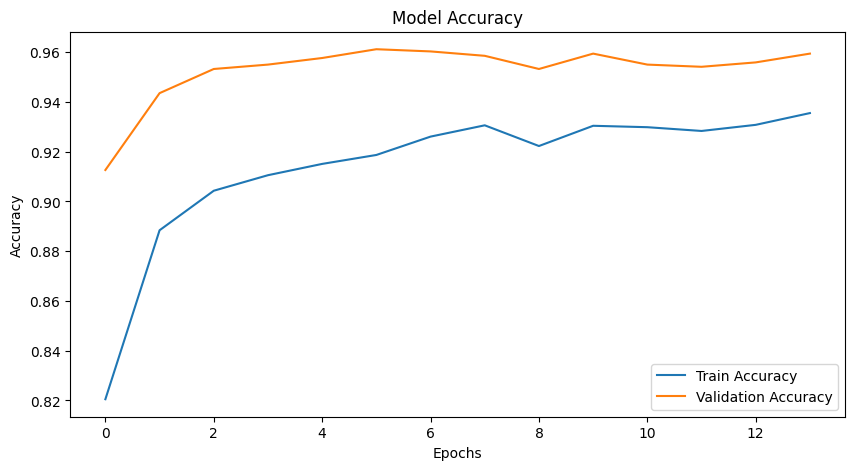 Model Accuracy
Accuracy
0.96
0.94
0.92
0.90
0.88
0.86
0.84
0.82
Train Accuracy
Validation Accuracy
0 2 4 6 8 10 12
Epochs